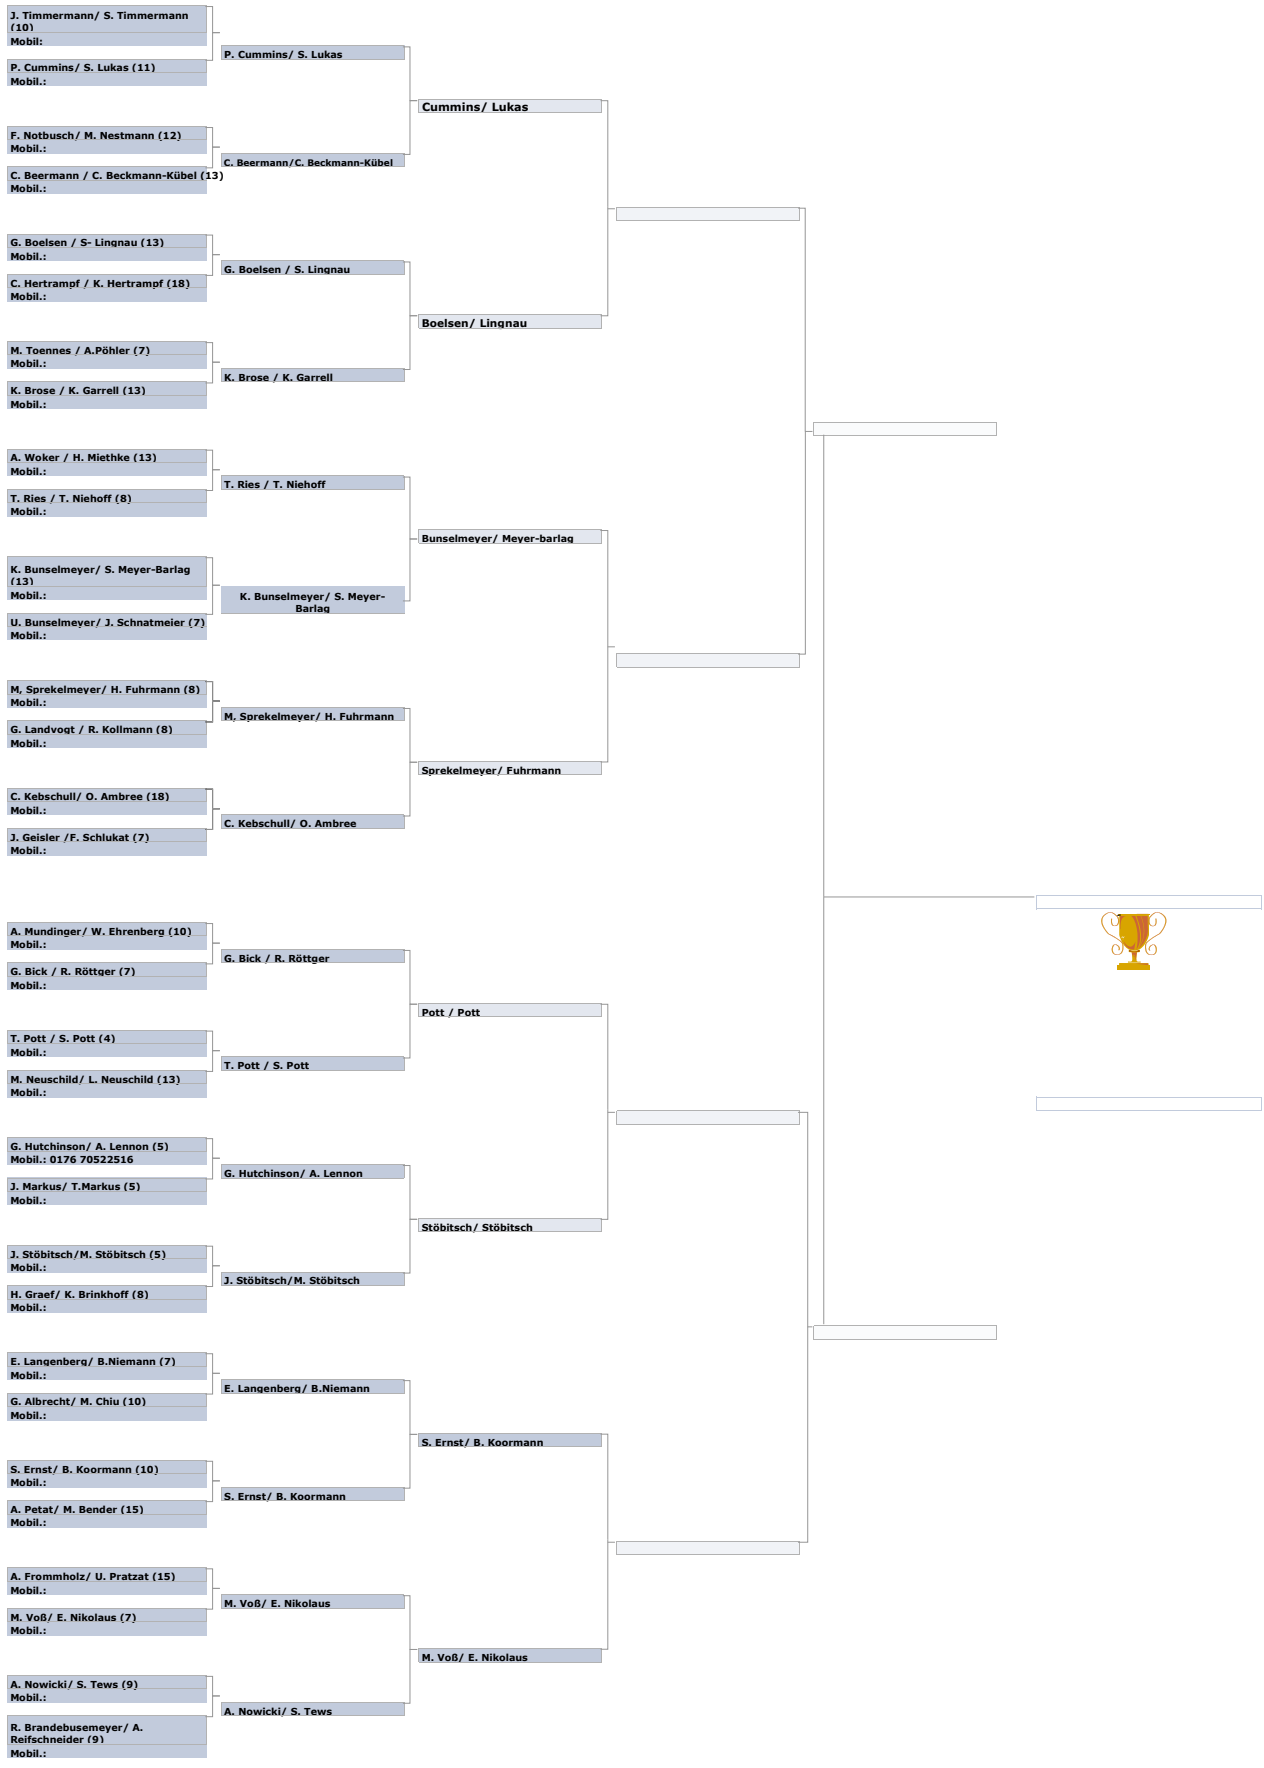 J. Timmermann/ S. Timmermann
(10)
Mobil:
P. Cummins/ S. Lukas (11)
Mobil.:
F. Notbusch/ M. Nestmann (12)
Mobil.:
C. Beermann / C. Beckmann-Kübel (13)
Mobil.:
G. Boelsen / S- Lingnau (13)
Mobil.:
C. Hertrampf / K. Hertrampf (18)
Mobil.:
M. Toennes / A.Pöhler (7)
Mobil.:
K. Brose / K. Garrell (13)
Mobil.:
A. Woker / H. Miethke (13)
Mobil.:
T. Ries / T. Niehoff (8)
Mobil.:
K. Bunselmeyer/ S. Meyer-Barlag
(13)
Mobil.:
U. Bunselmeyer/ J. Schnatmeier (7)
Mobil.:
M, Sprekelmeyer/ H. Fuhrmann (8)
Mobil.:
G. Landvogt / R. Kollmann (8)
Mobil.:
C. Kebschull/ O. Ambree (18)
Mobil.:
J. Geisler /F. Schlukat (7)
Mobil.:
A. Mundinger/ W. Ehrenberg (10)
Mobil.:
G. Bick / R. Röttger (7)
Mobil.:
T. Pott / S. Pott (4)
Mobil.:
M. Neuschild/ L. Neuschild (13)
Mobil.:
G. Hutchinson/ A. Lennon (5)
Mobil.: 0176 70522516
J. Markus/ T.Markus (5)
Mobil.:
J. Stöbitsch/M. Stöbitsch (5)
Mobil.:
H. Graef/ K. Brinkhoff (8)
Mobil.:
E. Langenberg/ B.Niemann (7)
Mobil.:
G. Albrecht/ M. Chiu (10)
Mobil.:
S. Ernst/ B. Koormann (10)
Mobil.:
A. Petat/ M. Bender (15)
Mobil.:
A. Frommholz/ U. Pratzat (15)
Mobil.:
M. Voß/ E. Nikolaus (7)
Mobil.:
A. Nowicki/ S. Tews (9)
Mobil.:
R. Brandebusemeyer/ A.
Reifschneider (9)
Mobil.:
P. Cummins/ S. Lukas
C. Beermann/C. Beckmann-Kübel
G. Boelsen / S. Lingnau
K. Brose / K. Garrell
T. Ries / T. Niehoff
K. Bunselmeyer/ S. Meyer-
Barlag
M, Sprekelmeyer/ H. Fuhrmann
C. Kebschull/ O. Ambree
G. Bick / R. Röttger
T. Pott / S. Pott
G. Hutchinson/ A. Lennon
J. Stöbitsch/M. Stöbitsch
E. Langenberg/ B.Niemann
S. Ernst/ B. Koormann
M. Voß/ E. Nikolaus
A. Nowicki/ S. Tews
Cummins/ Lukas
Boelsen/ Lingnau
Bunselmeyer/ Meyer-barlag
Sprekelmeyer/ Fuhrmann
Pott / Pott
Stöbitsch/ Stöbitsch
S. Ernst/ B. Koormann
M. Voß/ E. Nikolaus